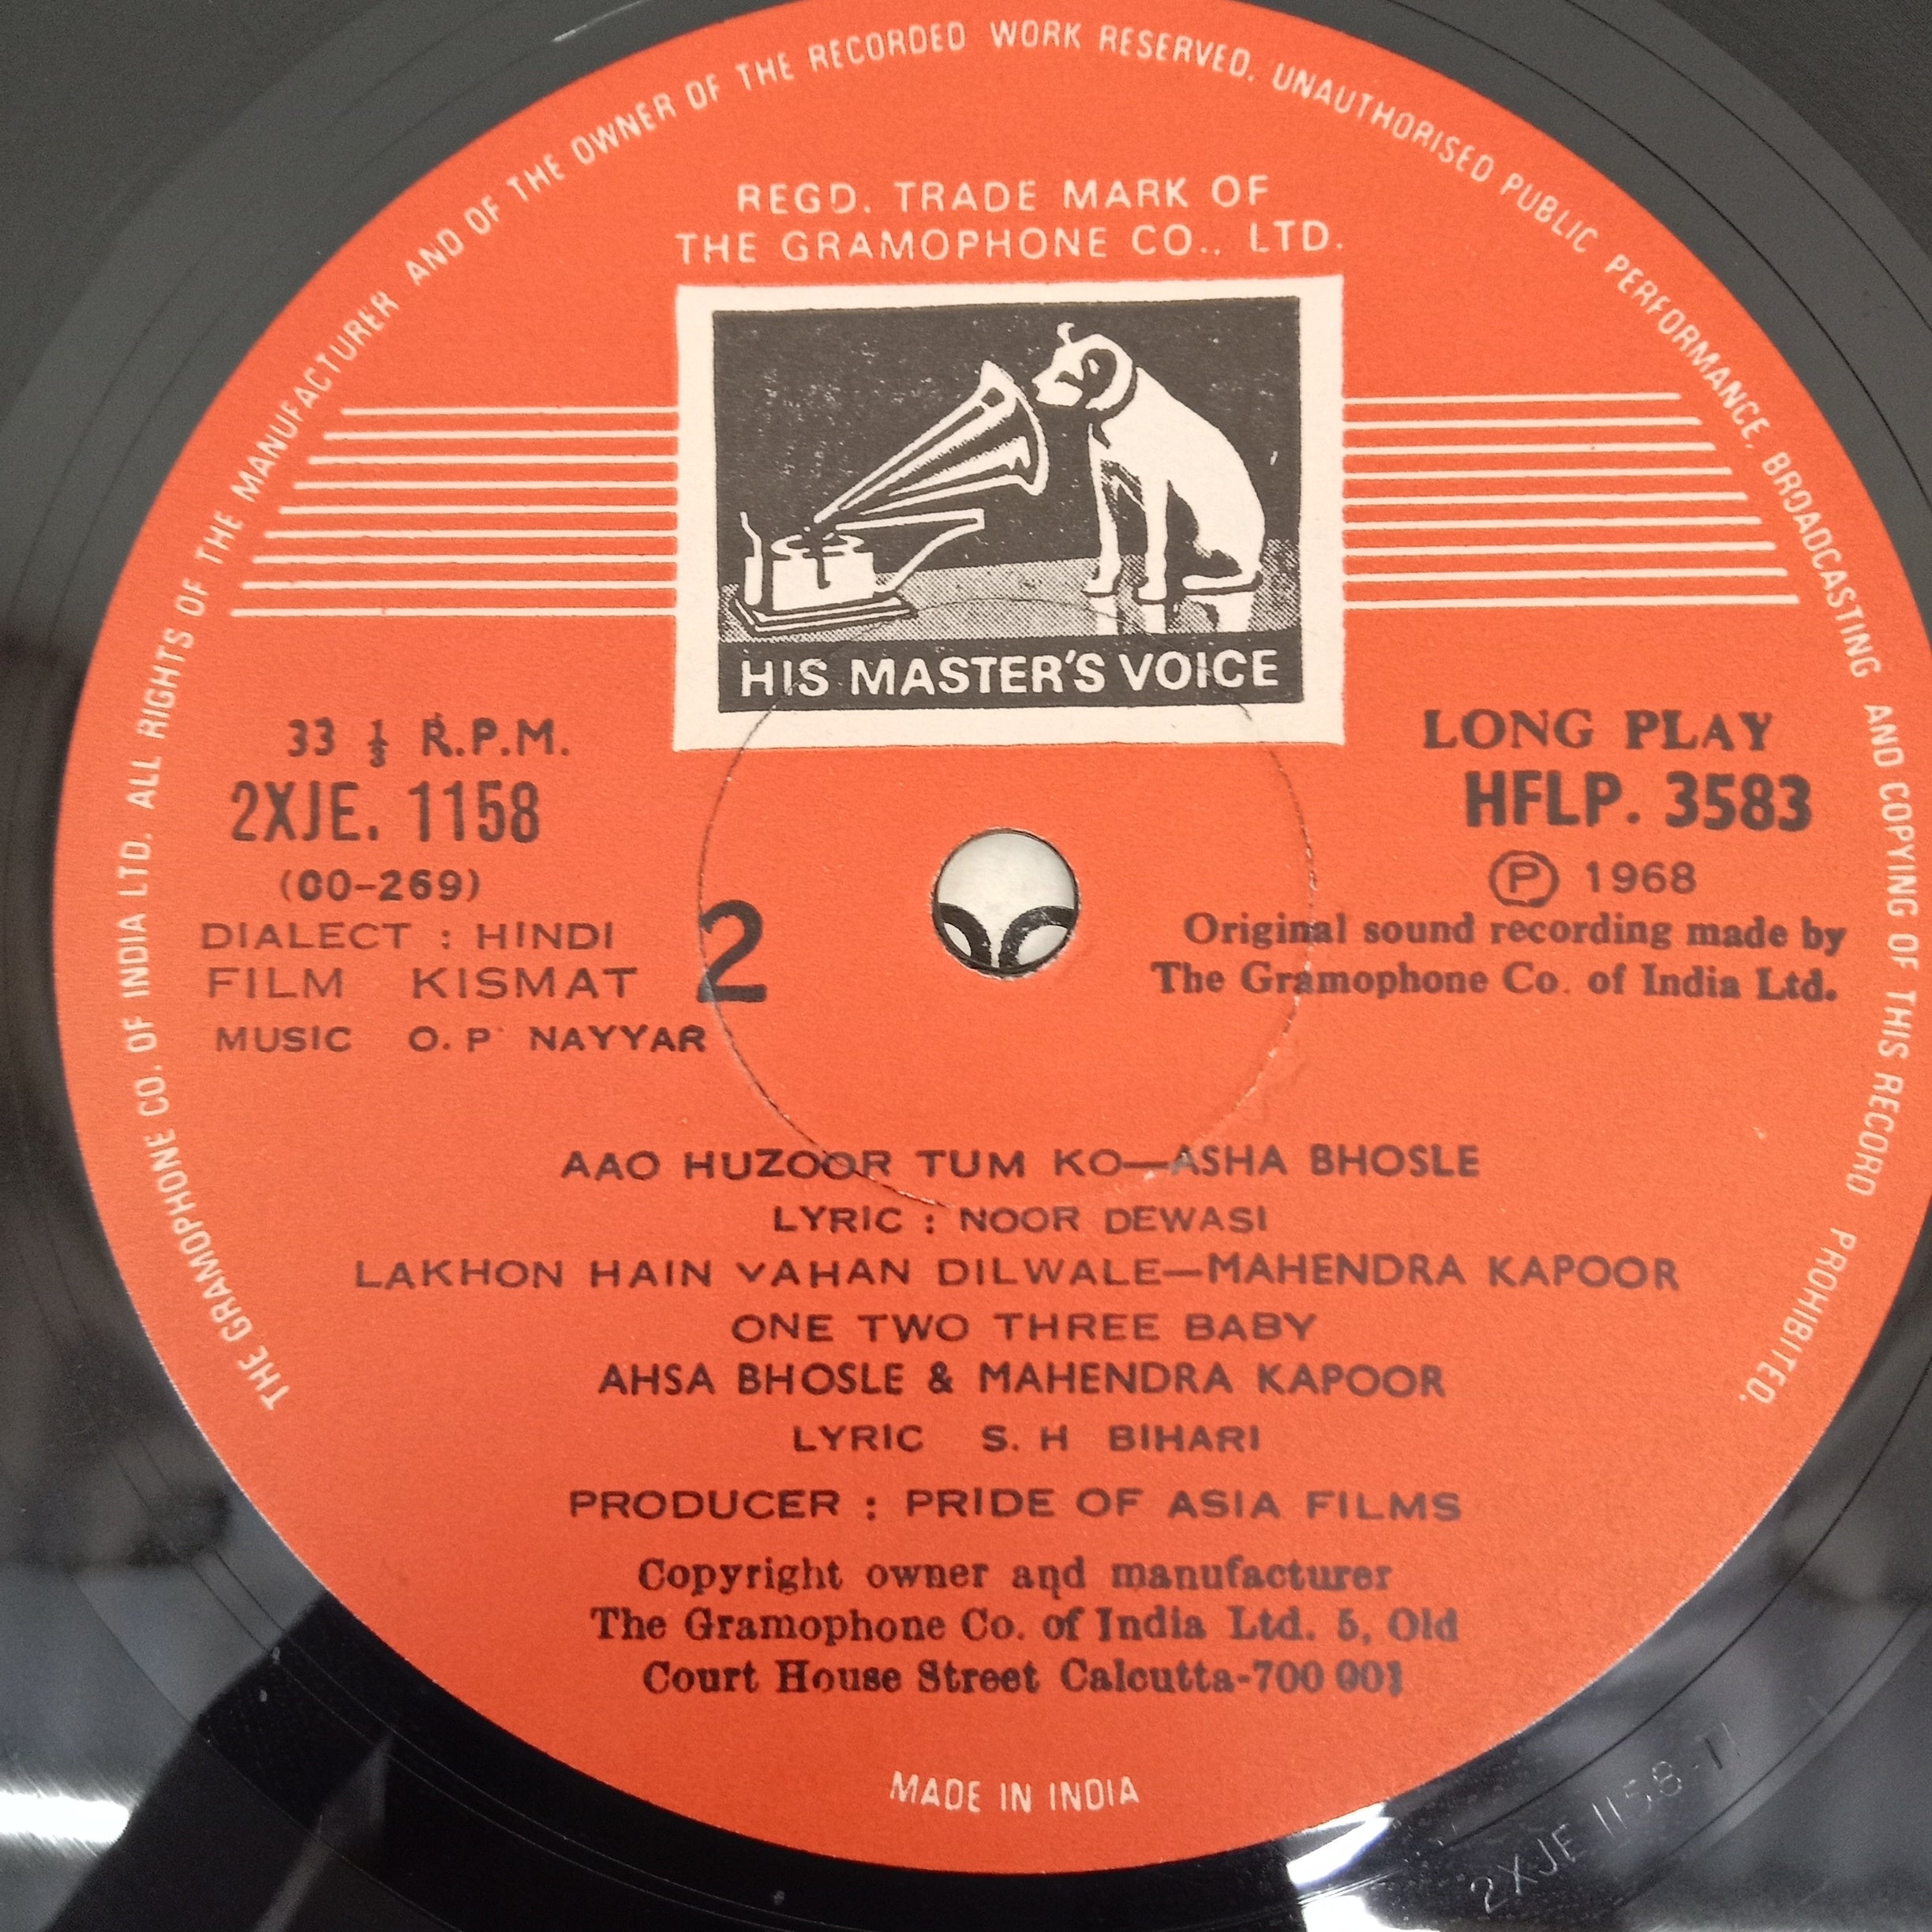 THE GRAMOPHONE CO. OF INDIA LTD. ALL RIGHTS OF THE MANUFACTURER AND OF THE OWNER OF THE RECORDED WORK RESERVED. UNAUTHORISED PUBLIC PERFORMANCE, BROADCASTING AND COPYING OF THIS RECORD PROHIBITED.
REGD. TRADE MARK OF
THE GRAMOPHONE CO., LTD.
HIS MASTER'S VOICE
33 ⅓ R.P.M.
2XJE. 1158
(00-269)
DIALECT : HINDI
FILM KISMAT
MUSIC O. P NAYYAR
2
LONG PLAY
HFLP. 3583
Ⓟ 1968
Original sound recording made by
The Gramophone Co. of India Ltd.
AAO HUZOOR TUM KO—ASHA BHOSLE
LYRIC : NOOR DEWASI
LAKHON HAIN YAHAN DILWALE—MAHENDRA KAPOOR
ONE TWO THREE BABY
AHSA BHOSLE & MAHENDRA KAPOOR
LYRIC S. H BIHARI
PRODUCER : PRIDE OF ASIA FILMS
Copyright owner and manufacturer
The Gramophone Co. of India Ltd. 5, Old
Court House Street Calcutta-700 001
MADE IN INDIA
2XJE 1158-1